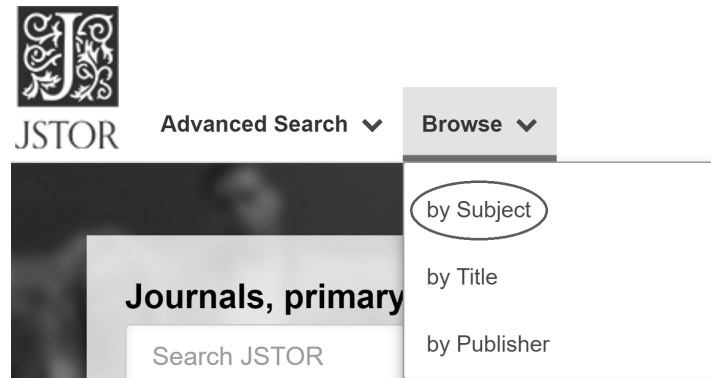 JSTOR
Advanced Search
Browse
by Subject
by Title
by Publisher
Journals, primary
Search JSTOR